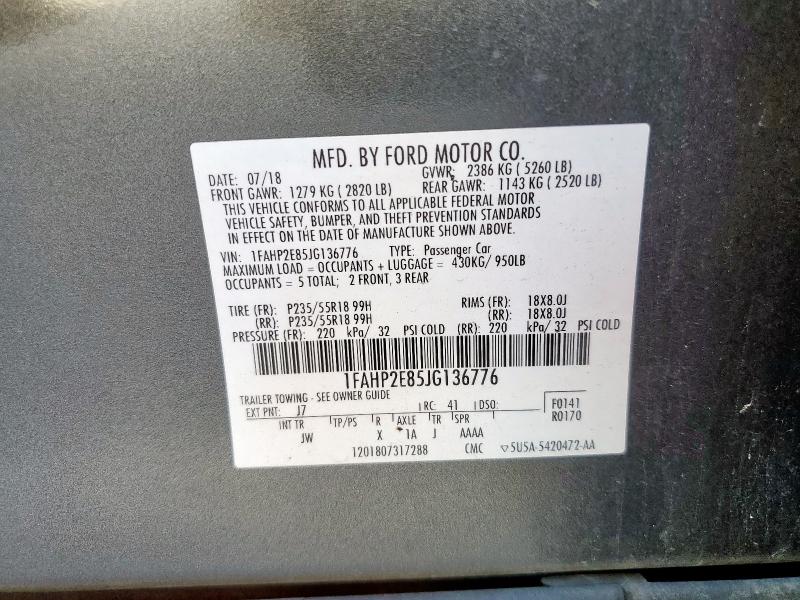 MFD. BY FORD MOTOR CO.
DATE: 07/18 GVWR: 2386 KG ( 5260 LB)
FRONT GAWR: 1279 KG ( 2820 LB) REAR GAWR: 1143 KG ( 2520 LB)
THIS VEHICLE CONFORMS TO ALL APPLICABLE FEDERAL MOTOR
VEHICLE SAFETY, BUMPER, AND THEFT PREVENTION STANDARDS
IN EFFECT ON THE DATE OF MANUFACTURE SHOWN ABOVE.
VIN: 1FAHP2E85JG136776 TYPE: Passenger Car
MAXIMUM LOAD = OCCUPANTS + LUGGAGE = 430KG/ 950LB
OCCUPANTS = 5 TOTAL; 2 FRONT, 3 REAR
TIRE (FR): P235/55R18 99H RIMS (FR): 18X8.0J
(RR): P235/55R18 99H (RR): 18X8.0J
PRESSURE (FR): 220 kPa/ 32 PSI COLD (RR): 220 kPa/ 32 PSI COLD
1FAHP2E85JG136776
TRAILER TOWING - SEE OWNER GUIDE
EXT PNT: J7 RC: 41 DSO: F0141
INT TR TP/PS R AXLE TR SPR R0170
JW X 1A J AAAA
1201807317288 CMC ▽5U5A-5420472-AA